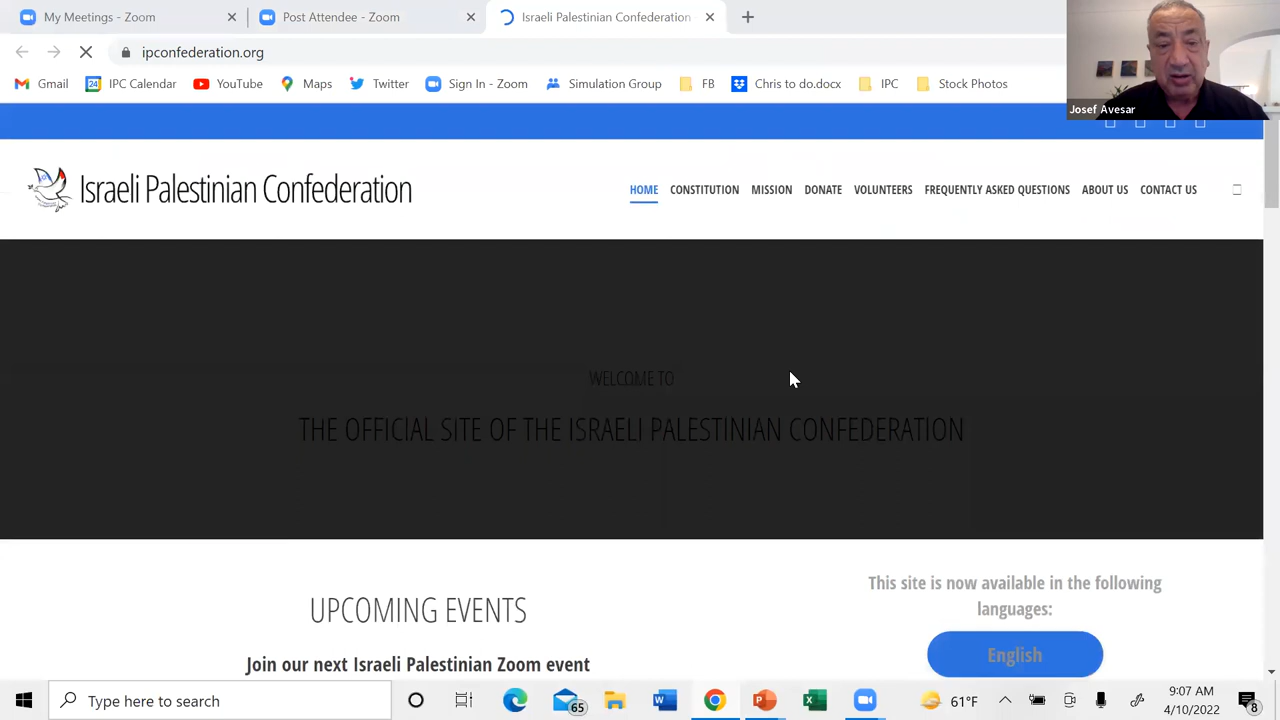 My Meetings - Zoom
Post Attendee - Zoom
Israeli Palestinian Confederation
ipconfederation.org
Gmail
24 IPC Calendar
YouTube
Maps
Twitter
Sign In - Zoom
Simulation Group
FB
Chris to do.docx
IPC
Stock Photos
Josef Avesar
Israeli Palestinian Confederation
HOME
CONSTITUTION
MISSION
DONATE
VOLUNTEERS
FREQUENTLY ASKED QUESTIONS
ABOUT US
CONTACT US
WELCOME TO
THE OFFICIAL SITE OF THE ISRAELI PALESTINIAN CONFEDERATION
UPCOMING EVENTS
Join our next Israeli Palestinian Zoom event
This site is now available in the following
languages:
English
Type here to search
65
61°F
9:07 AM
4/10/2022
8